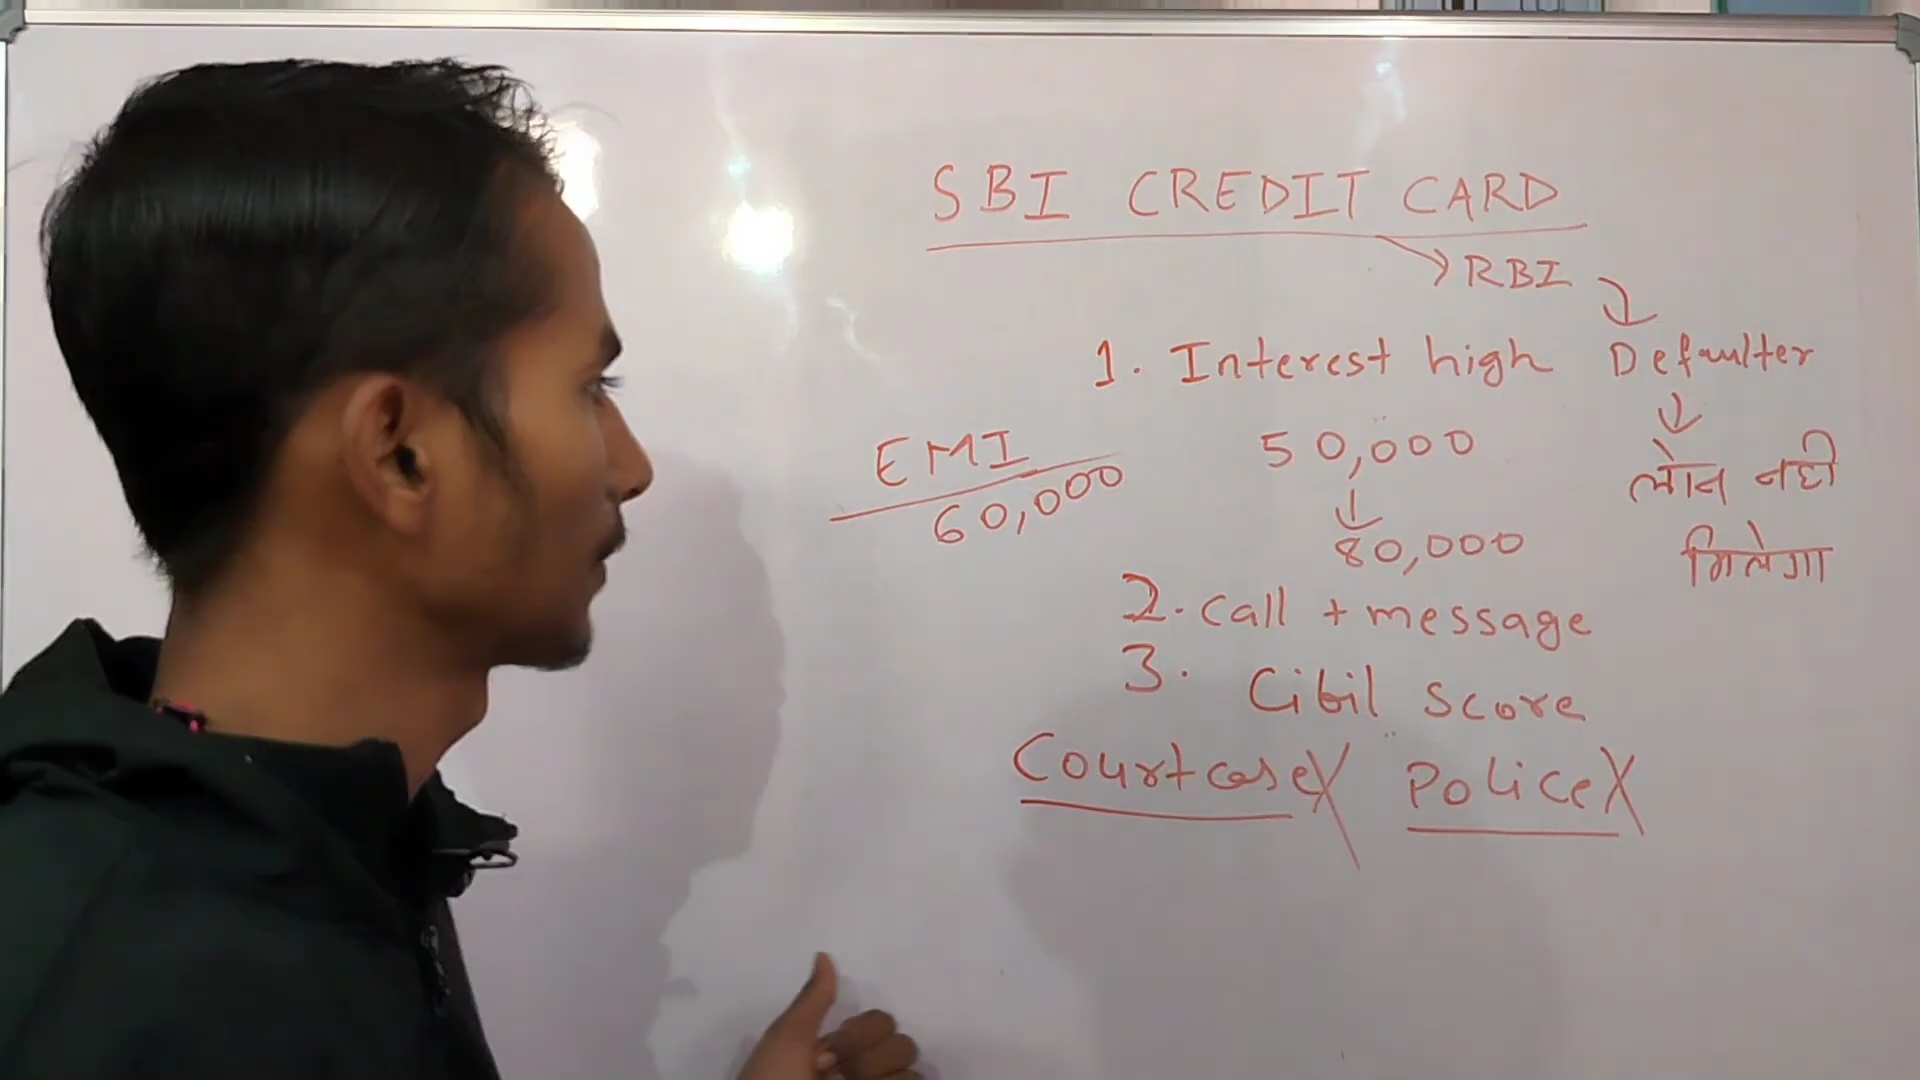 SBI CREDIT CARD
→ RBI
1. Interest high
Defaulter
लोन नही
मिलेगा
EMI
60,000
50,000
↓
80,000
2. Call + message
3. Cibil Score
Courtcase X Police X